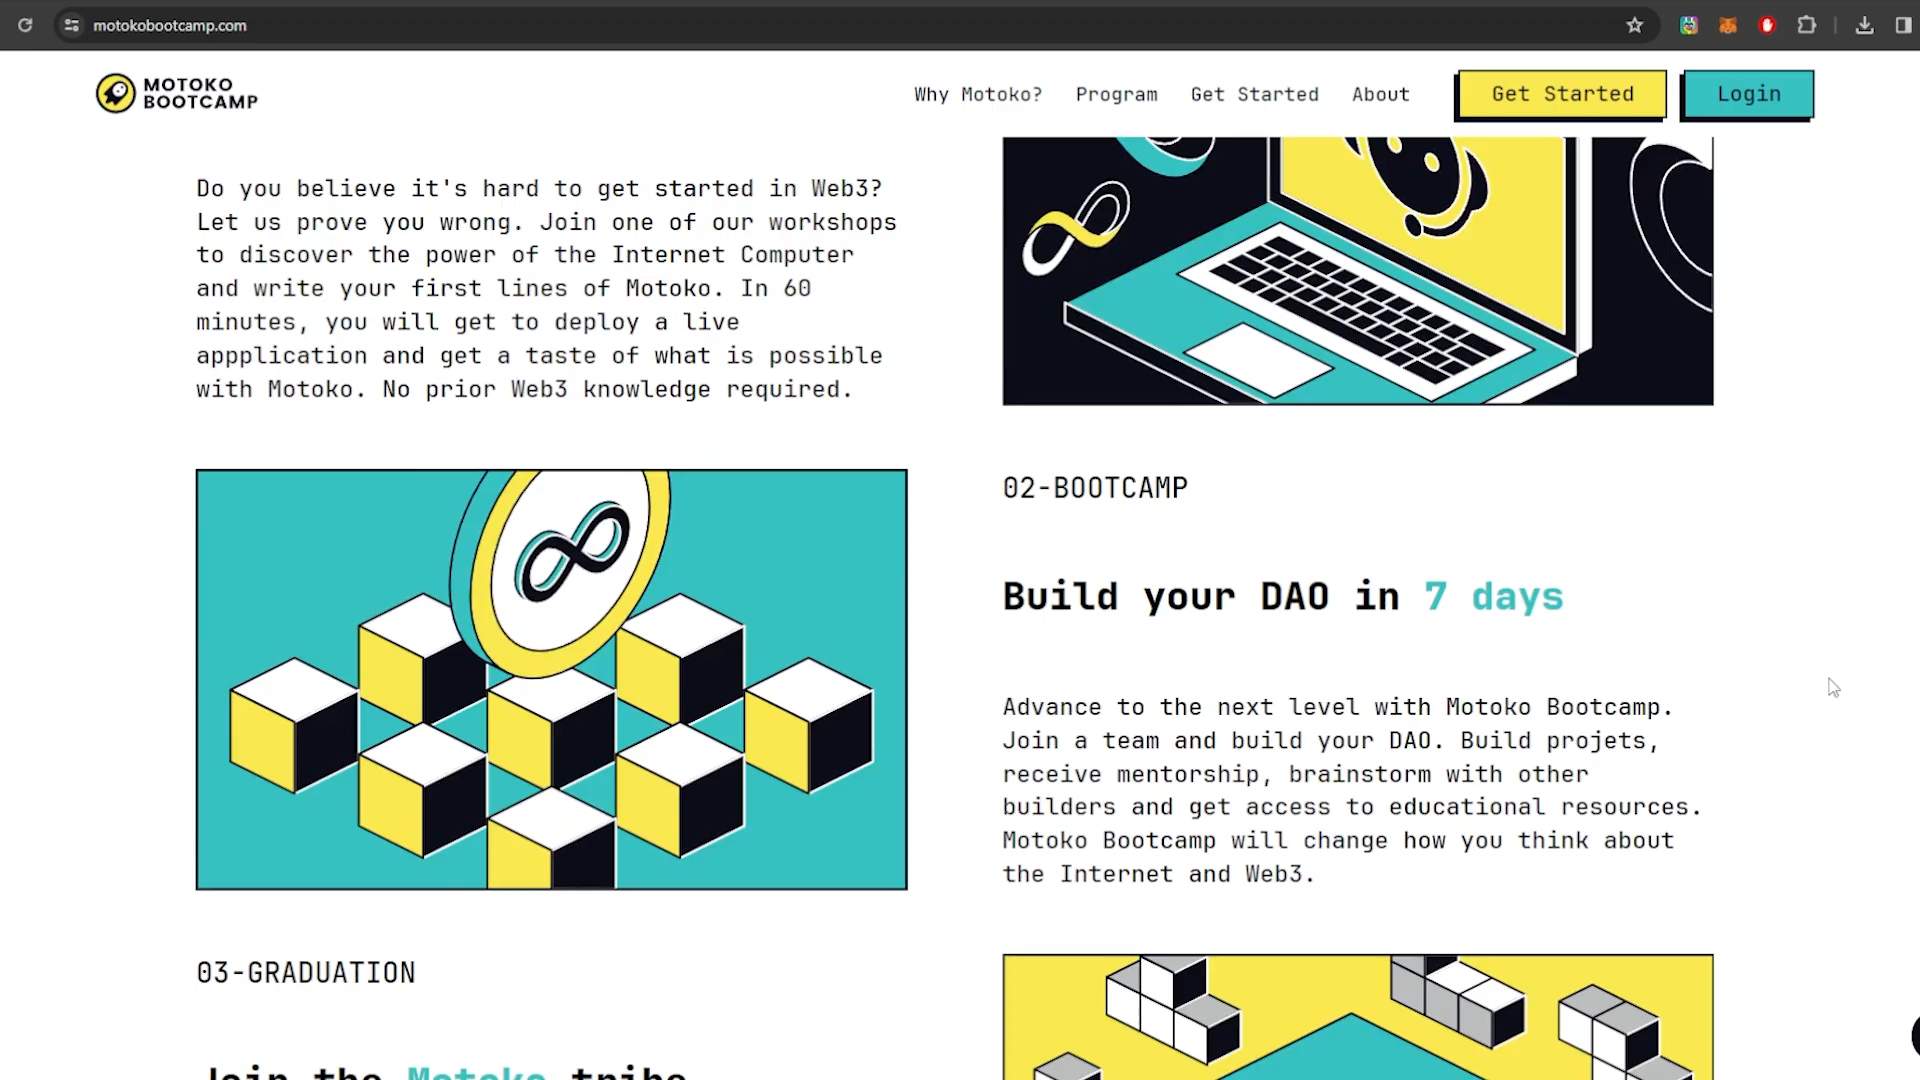 motokobootcamp.com
MOTOKO
BOOTCAMP
Why Motoko?
Program
Get Started
About
Get Started
Login
Do you believe it's hard to get started in Web3?
Let us prove you wrong. Join one of our workshops
to discover the power of the Internet Computer
and write your first lines of Motoko. In 60
minutes, you will get to deploy a live
appplication and get a taste of what is possible
with Motoko. No prior Web3 knowledge required.
02-BOOTCAMP
Build your DAO in 7 days
Advance to the next level with Motoko Bootcamp.
Join a team and build your DAO. Build projets,
receive mentorship, brainstorm with other
builders and get access to educational resources.
Motoko Bootcamp will change how you think about
the Internet and Web3.
03-GRADUATION
Join the Motoko tribe